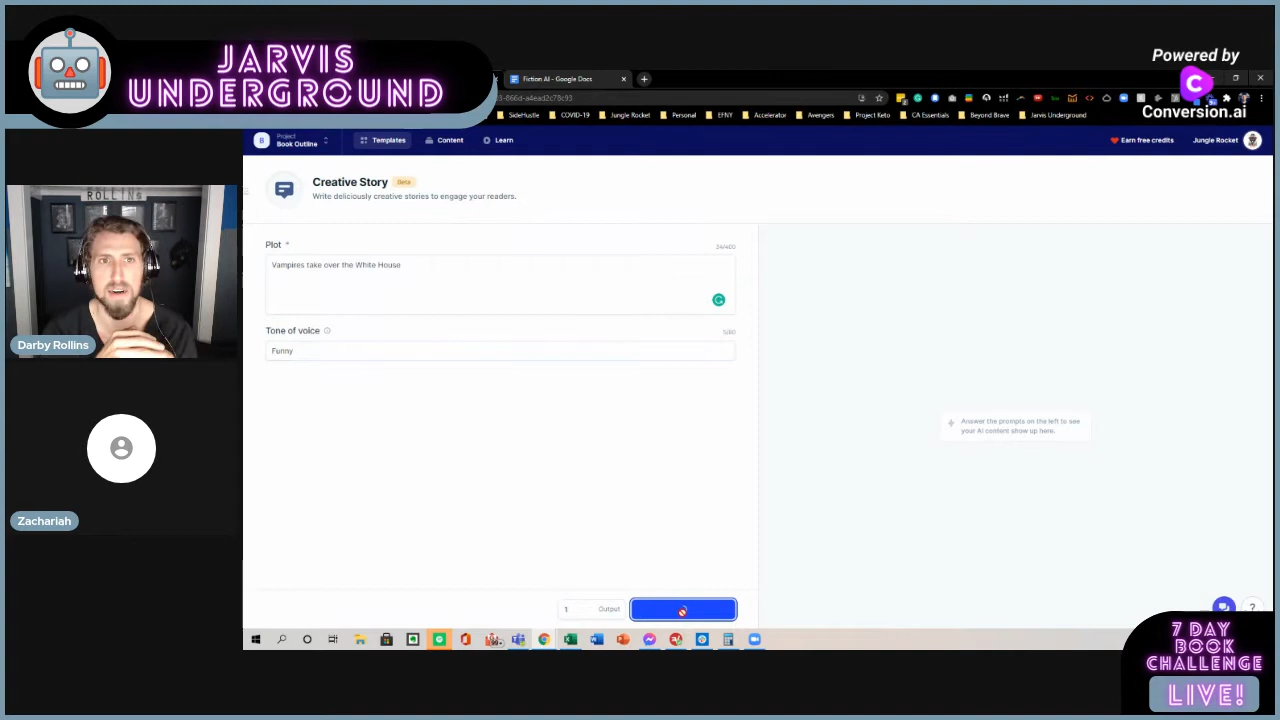 JARVIS
UNDERGROUND
Powered by
Conversion.ai
Fiction AI - Google Docs
SideHustle
COVID-19
Jungle Rocket
Personal
EFNY
Accelerator
Avengers
Project Keto
CA Essentials
Beyond Brave
Jarvis Underground
B
Project
Book Outline
Templates
Content
Learn
Earn free credits
Jungle Rocket
Creative Story
Beta
Write deliciously creative stories to engage your readers.
ROLLINS
Darby Rollins
Zachariah
Plot *
34/400
Vampires take over the White House
Tone of voice
Funny
Answer the prompts on the left to see
your AI content show up here.
1
Output
?
7 DAY
BOOK
CHALLENGE
LIVE!